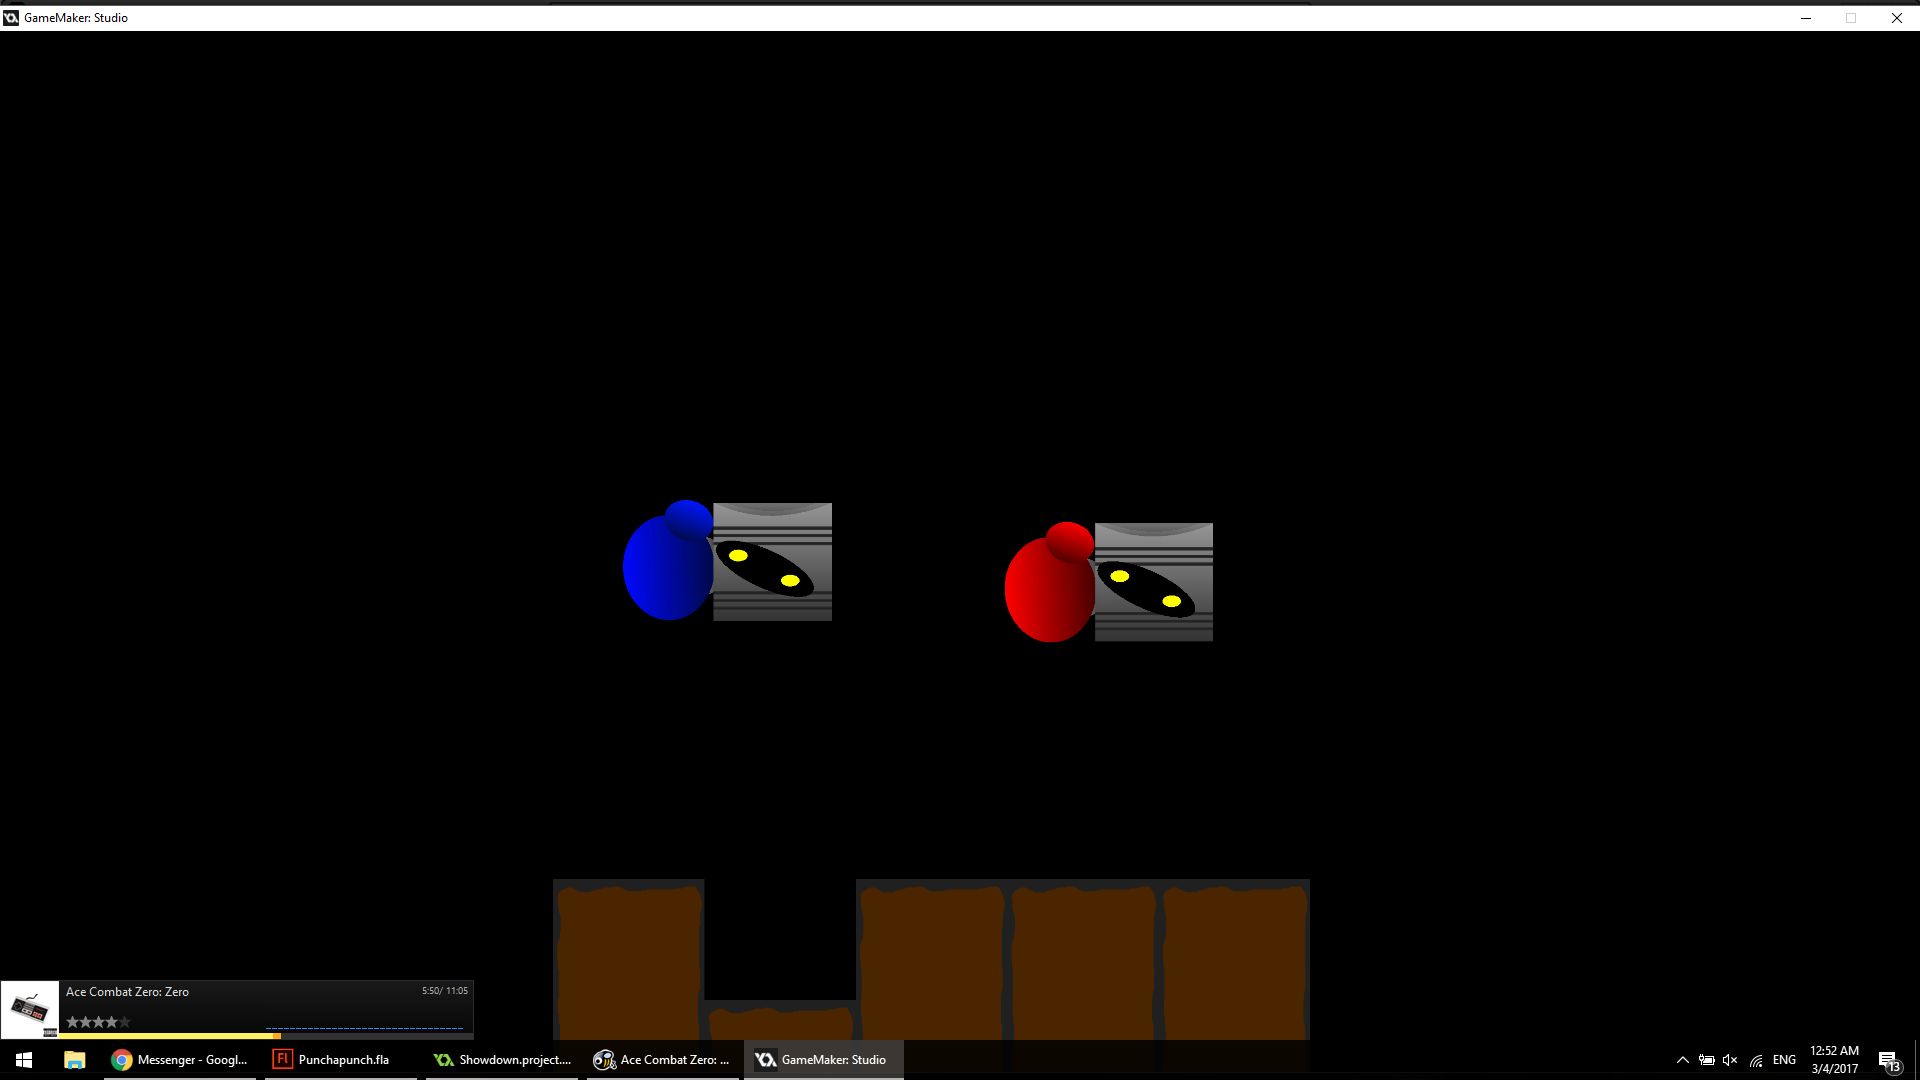 GameMaker: Studio
Ace Combat Zero: Zero
5:50/ 11:05
Messenger - Googl...
Fl
Punchapunch.fla
Showdown.project....
Ace Combat Zero: ...
GameMaker: Studio
ENG
12:52 AM
3/4/2017
13